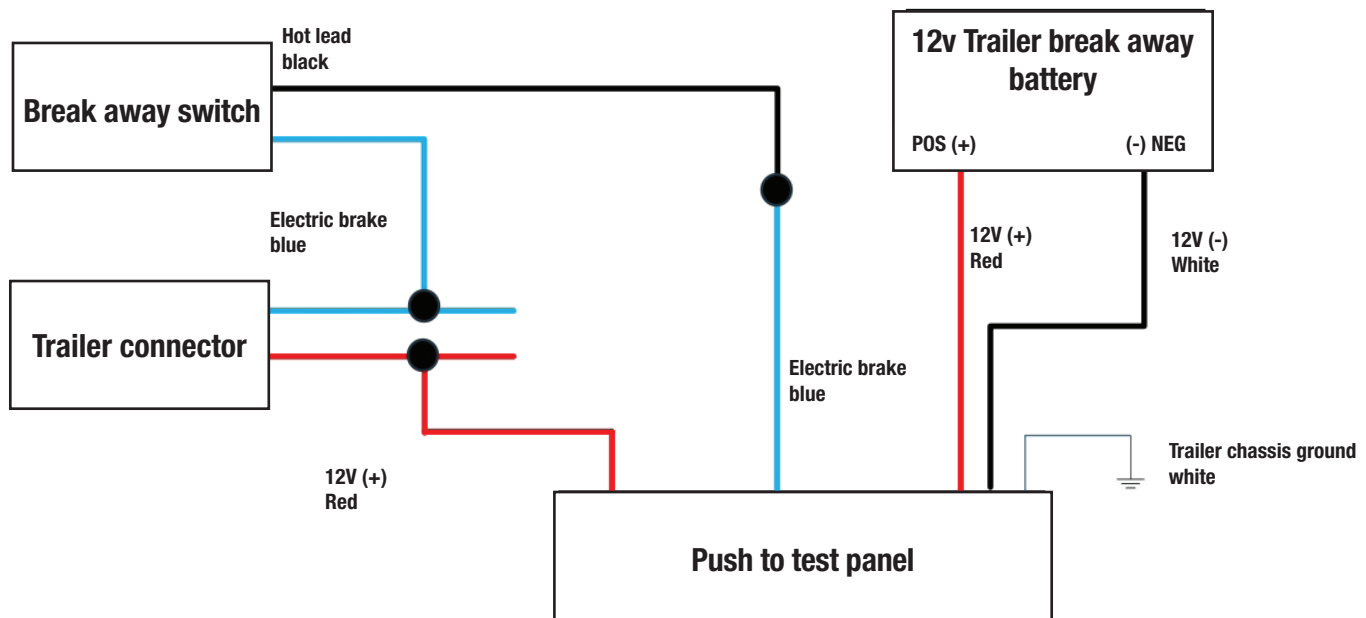 Hot lead
black
12v Trailer break away
battery
Break away switch
POS (+)
(-) NEG
Electric brake
blue
12V (+)
Red
12V (-)
White
Trailer connector
Electric brake
blue
Trailer chassis ground
white
12V (+)
Red
Push to test panel